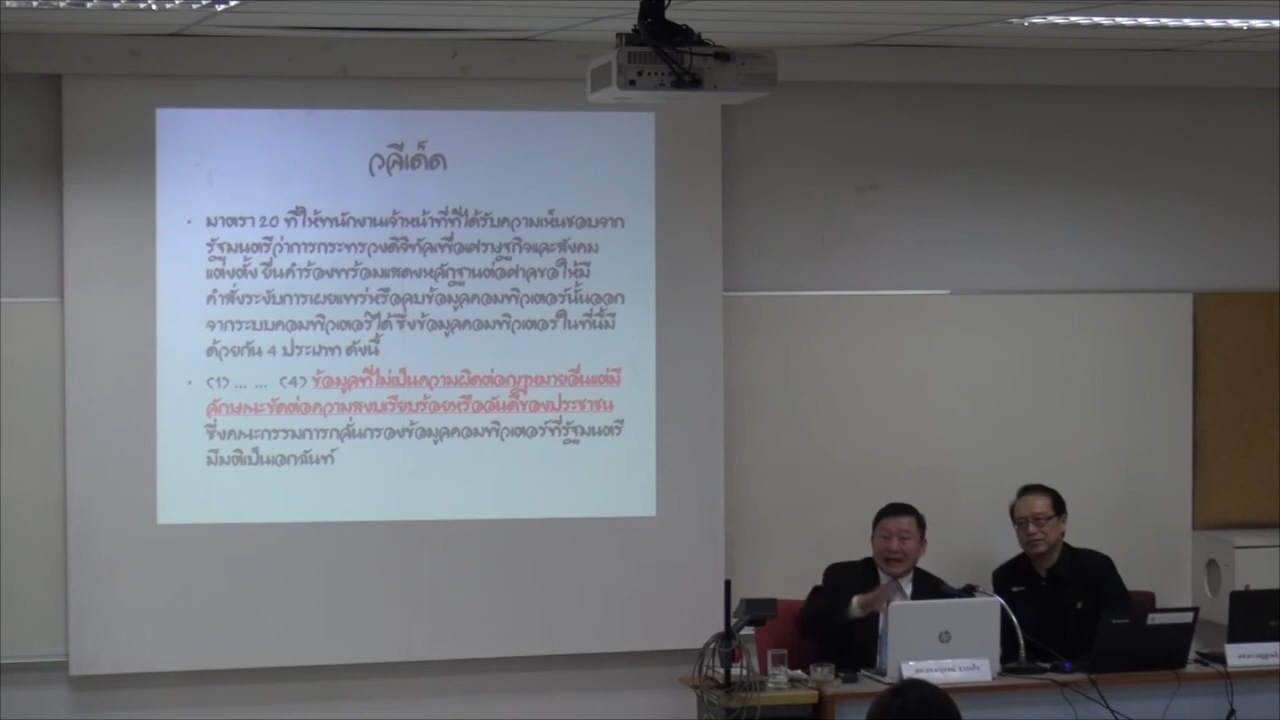 วลีเด็ด
• มาตรา 20 ที่ให้พนักงานเจ้าหน้าที่ที่ได้รับความเห็นชอบจาก
รัฐมนตรีว่าการกระทรวงดิจิทัลเพื่อเศรษฐกิจและสังคม
แต่งตั้ง ยื่นคำร้องพร้อมแสดงหลักฐานต่อศาลขอให้มี
คำสั่งระงับการเผยแพร่หรือลบข้อมูลคอมพิวเตอร์นั้นออก
จากระบบคอมพิวเตอร์ได้ ซึ่งข้อมูลคอมพิวเตอร์ในที่นี้มี
ด้วยกัน 4 ประเภท ดังนี้
• (1) ... ... (4) ข้อมูลที่ไม่เป็นความผิดต่อกฎหมายอื่นแต่มี
ลักษณะขัดต่อความสงบเรียบร้อยหรืออันดีของประชาชน
ซึ่งคณะกรรมการกลั่นกรองข้อมูลคอมพิวเตอร์ที่รัฐมนตรี
มีมติเป็นเอกฉันท์
hp